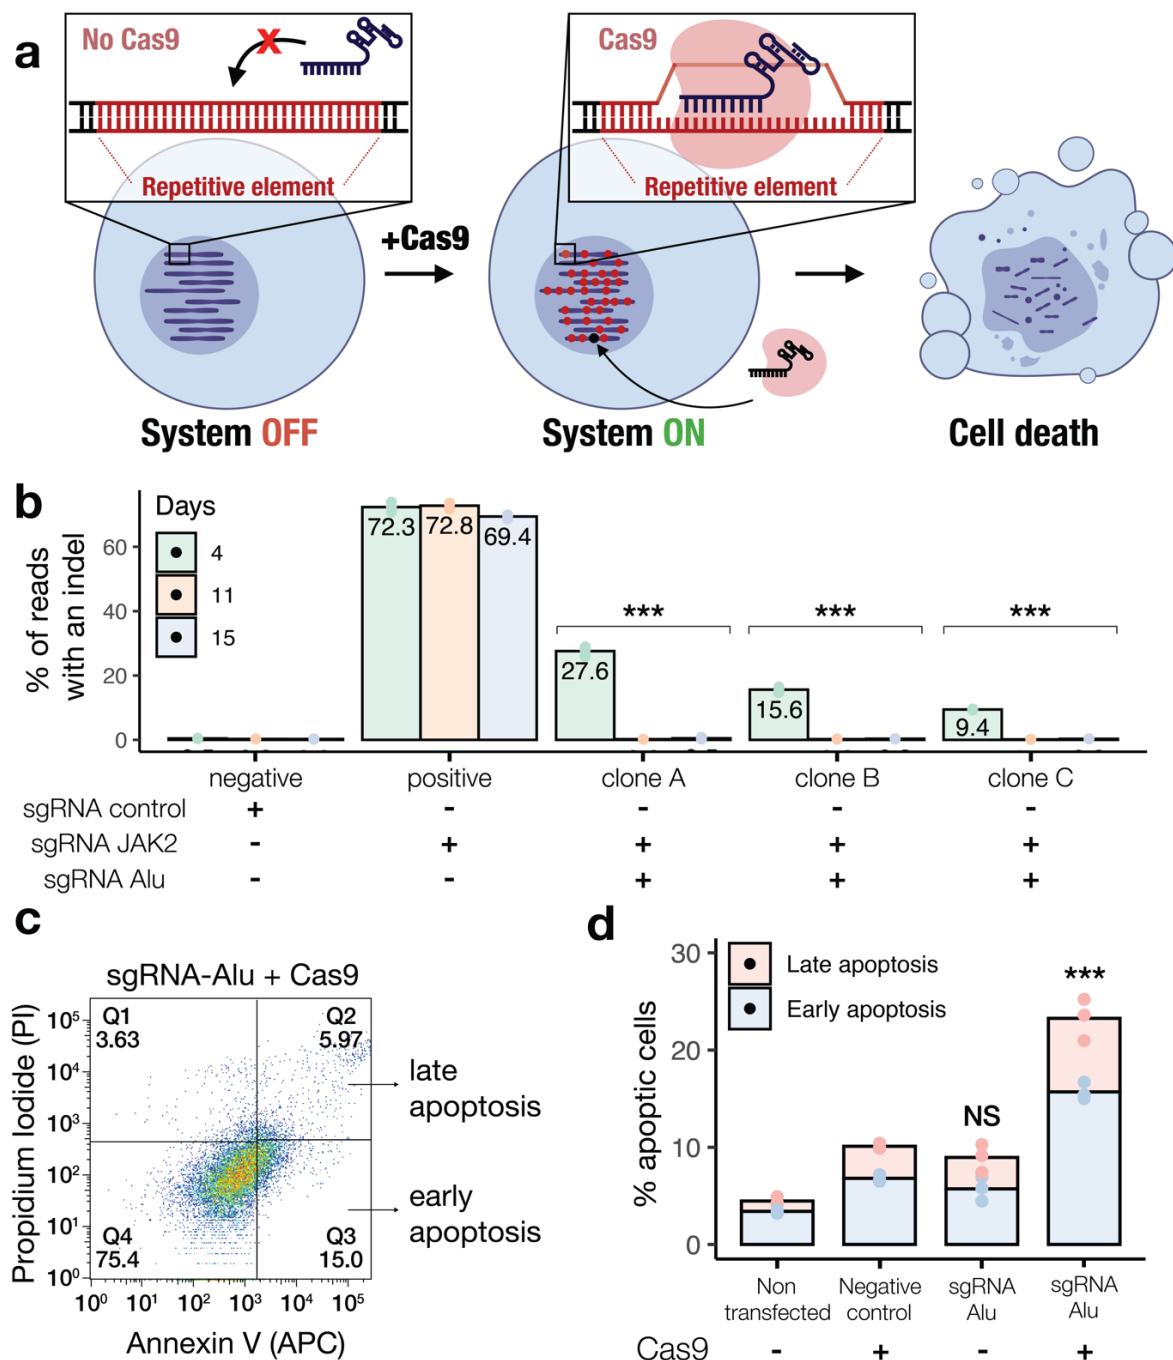 a
No Cas9
X
Repetitive element
Cas9
Repetitive element
+Cas9
System OFF
System ON
Cell death
b
% of reads
with an indel
60
40
20
0
Days
4
11
15
72.3
72.8
69.4
***
27.6
***
15.6
***
9.4
negative
positive
clone A
clone B
clone C
sgRNA control + - - - -
sgRNA JAK2 - + + + +
sgRNA Alu - - + + +
c
sgRNA-Alu + Cas9
Propidium Iodide (PI)
10⁵
10⁴
10³
10²
10¹
10⁰
Q1
3.63
Q2
5.97
Q4
75.4
Q3
15.0
late
apoptosis
early
apoptosis
10⁰ 10¹ 10² 10³ 10⁴ 10⁵
Annexin V (APC)
d
% apoptic cells
30
20
10
0
Late apoptosis
Early apoptosis
NS
***
Non
transfected
Negative
control
sgRNA
Alu
sgRNA
Alu
Cas9 - + - +